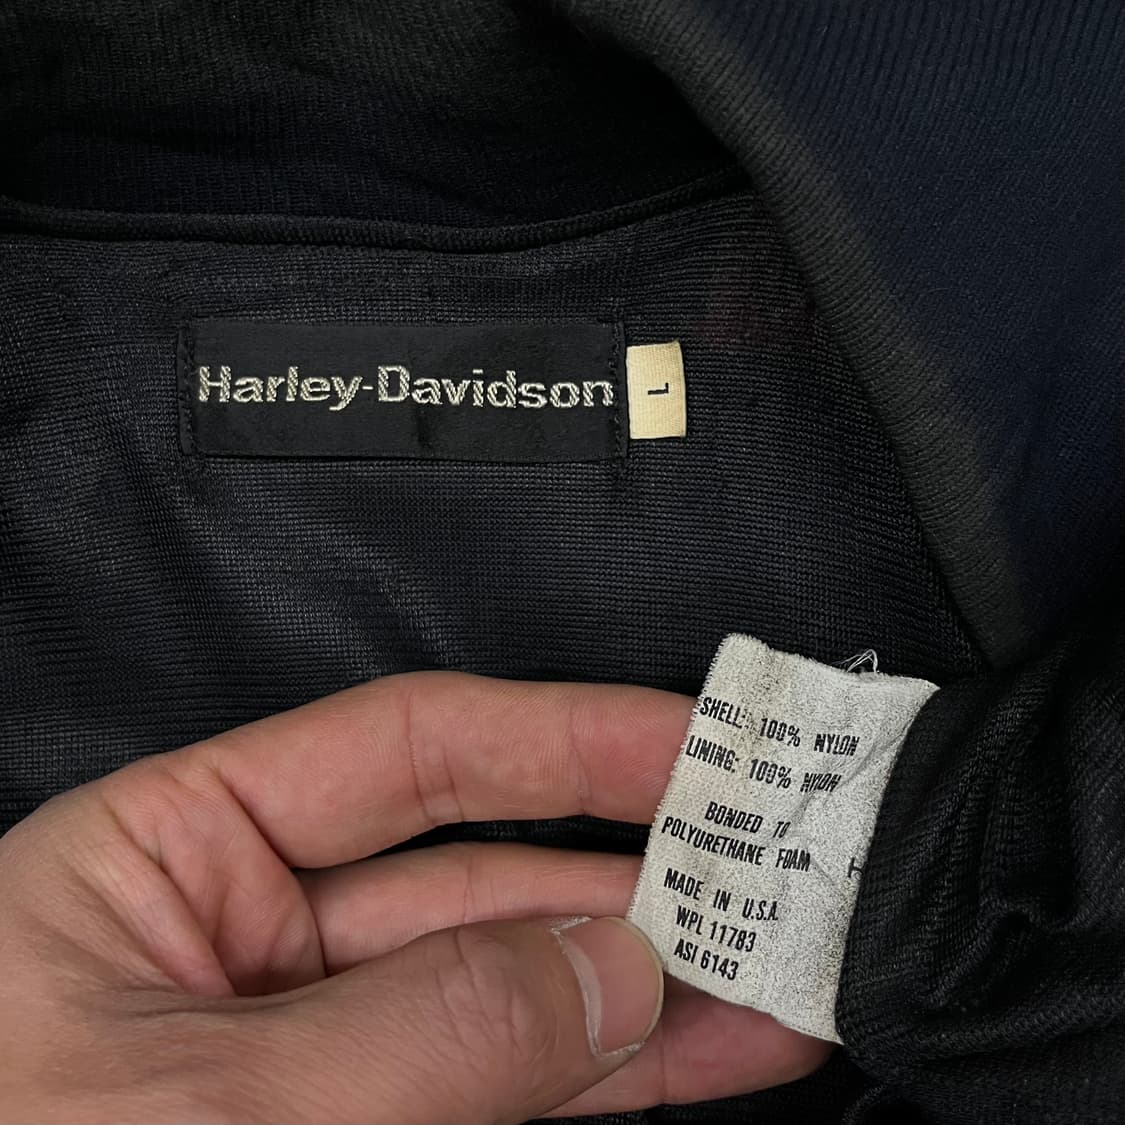 Harley-Davidson
L
SHELL: 100% NYLON
LINING: 100% NYLON
BONDED TO
POLYURETHANE FOAM
MADE IN U.S.A.
WPL 11783
ASI 6143